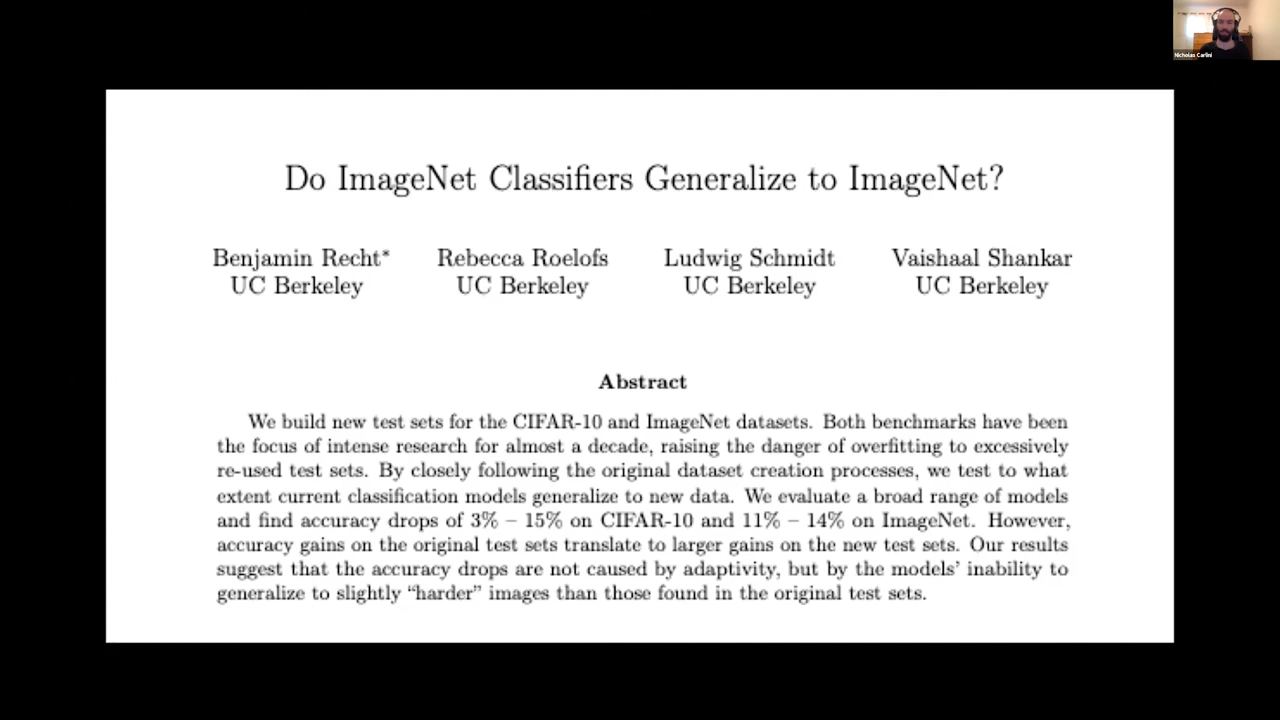 Nicholas Carlini
Do ImageNet Classifiers Generalize to ImageNet?
Benjamin Recht* Rebecca Roelofs Ludwig Schmidt Vaishaal Shankar
UC Berkeley UC Berkeley UC Berkeley UC Berkeley
Abstract
We build new test sets for the CIFAR-10 and ImageNet datasets. Both benchmarks have been
the focus of intense research for almost a decade, raising the danger of overfitting to excessively
re-used test sets. By closely following the original dataset creation processes, we test to what
extent current classification models generalize to new data. We evaluate a broad range of models
and find accuracy drops of 3% – 15% on CIFAR-10 and 11% – 14% on ImageNet. However,
accuracy gains on the original test sets translate to larger gains on the new test sets. Our results
suggest that the accuracy drops are not caused by adaptivity, but by the models' inability to
generalize to slightly “harder” images than those found in the original test sets.